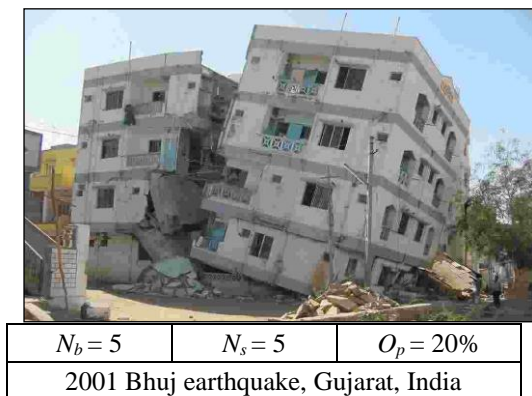 N_b = 5 N_s = 5 O_p = 20%
2001 Bhuj earthquake, Gujarat, India